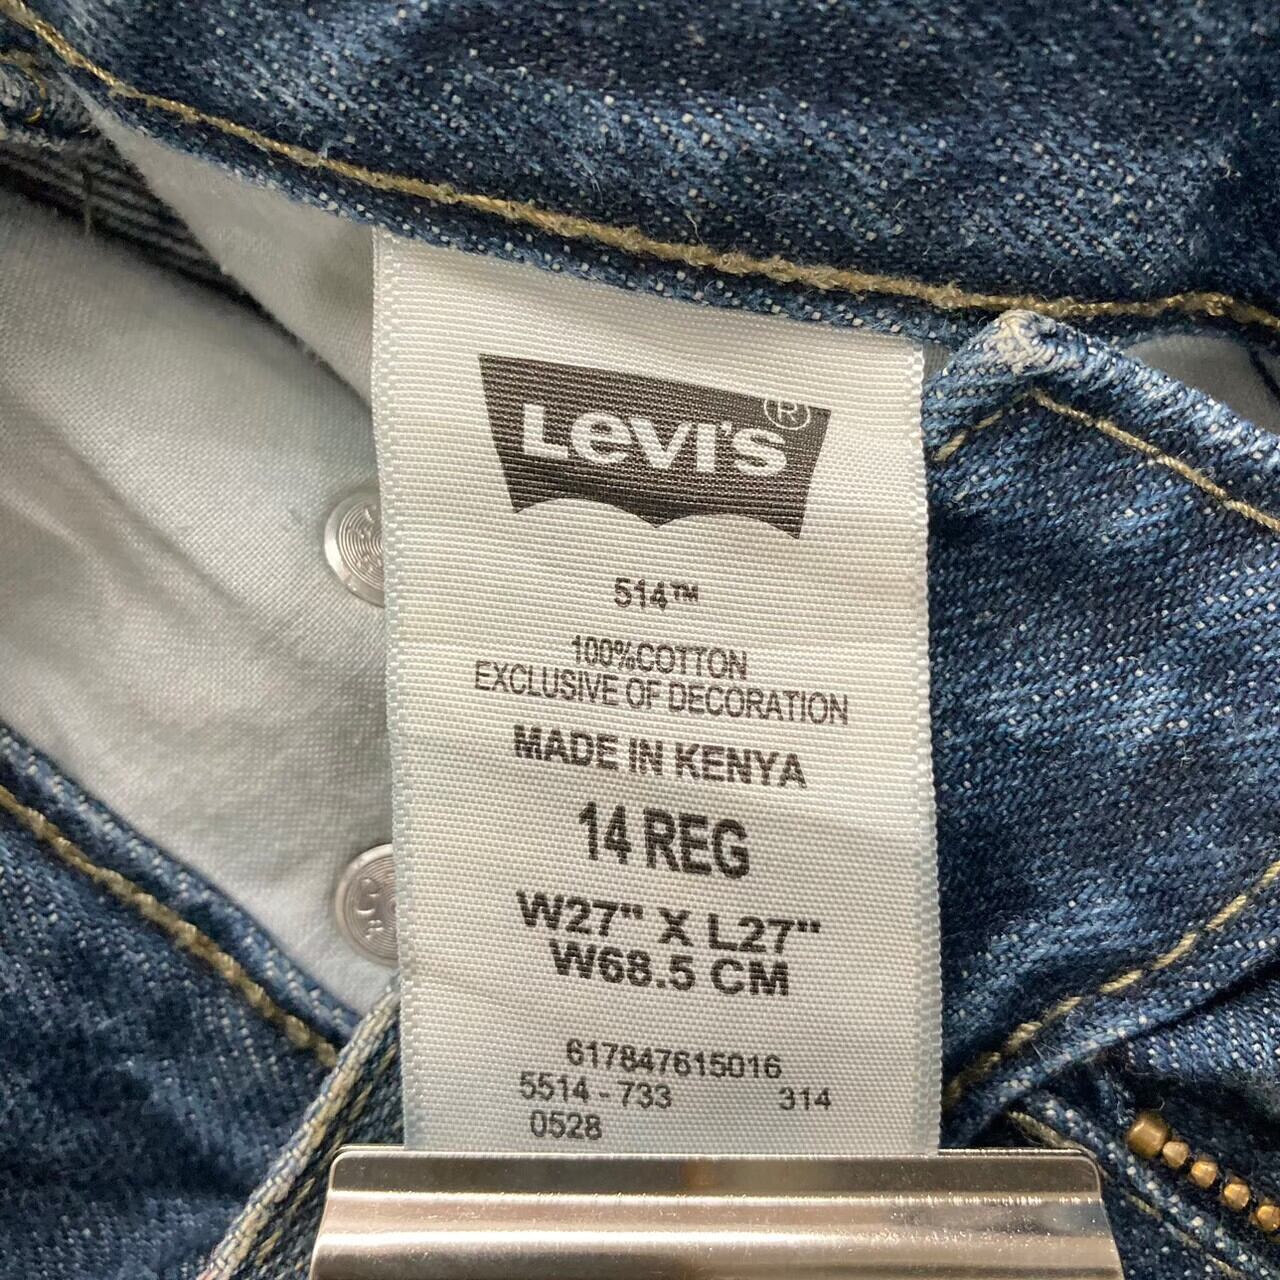 Levi's®
514™
100%COTTON
EXCLUSIVE OF DECORATION
MADE IN KENYA
14 REG
W27" X L27"
W68.5 CM
617847615016
5514 - 733 314
0528